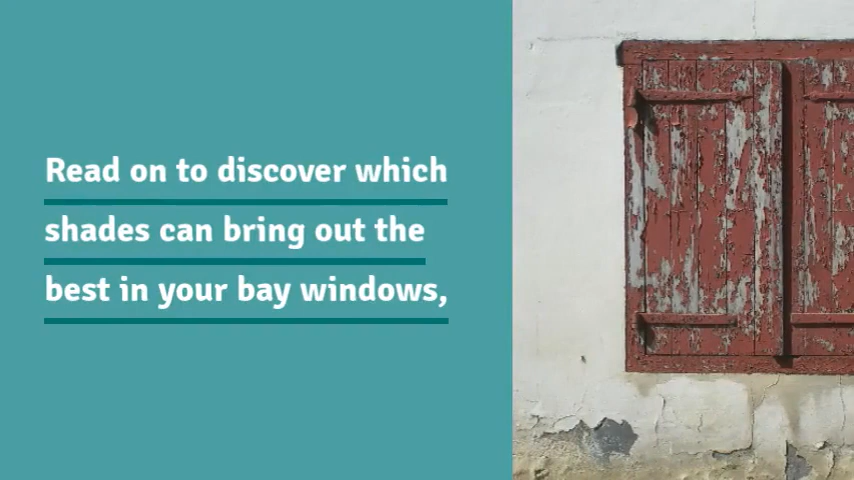 Read on to discover which
shades can bring out the
best in your bay windows,